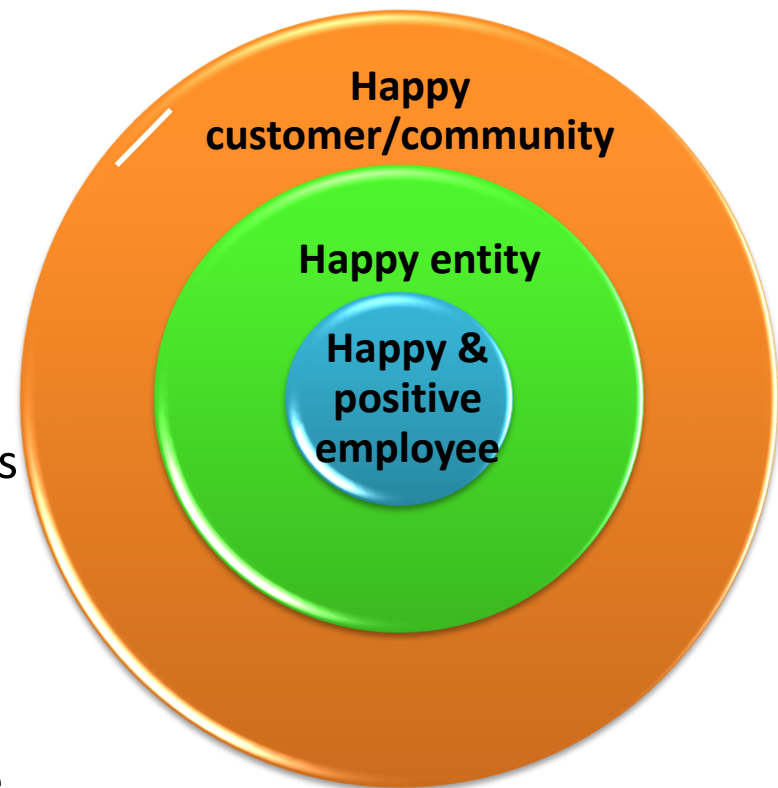 Happy
customer/community
Happy entity
Happy &
positive
employee
s